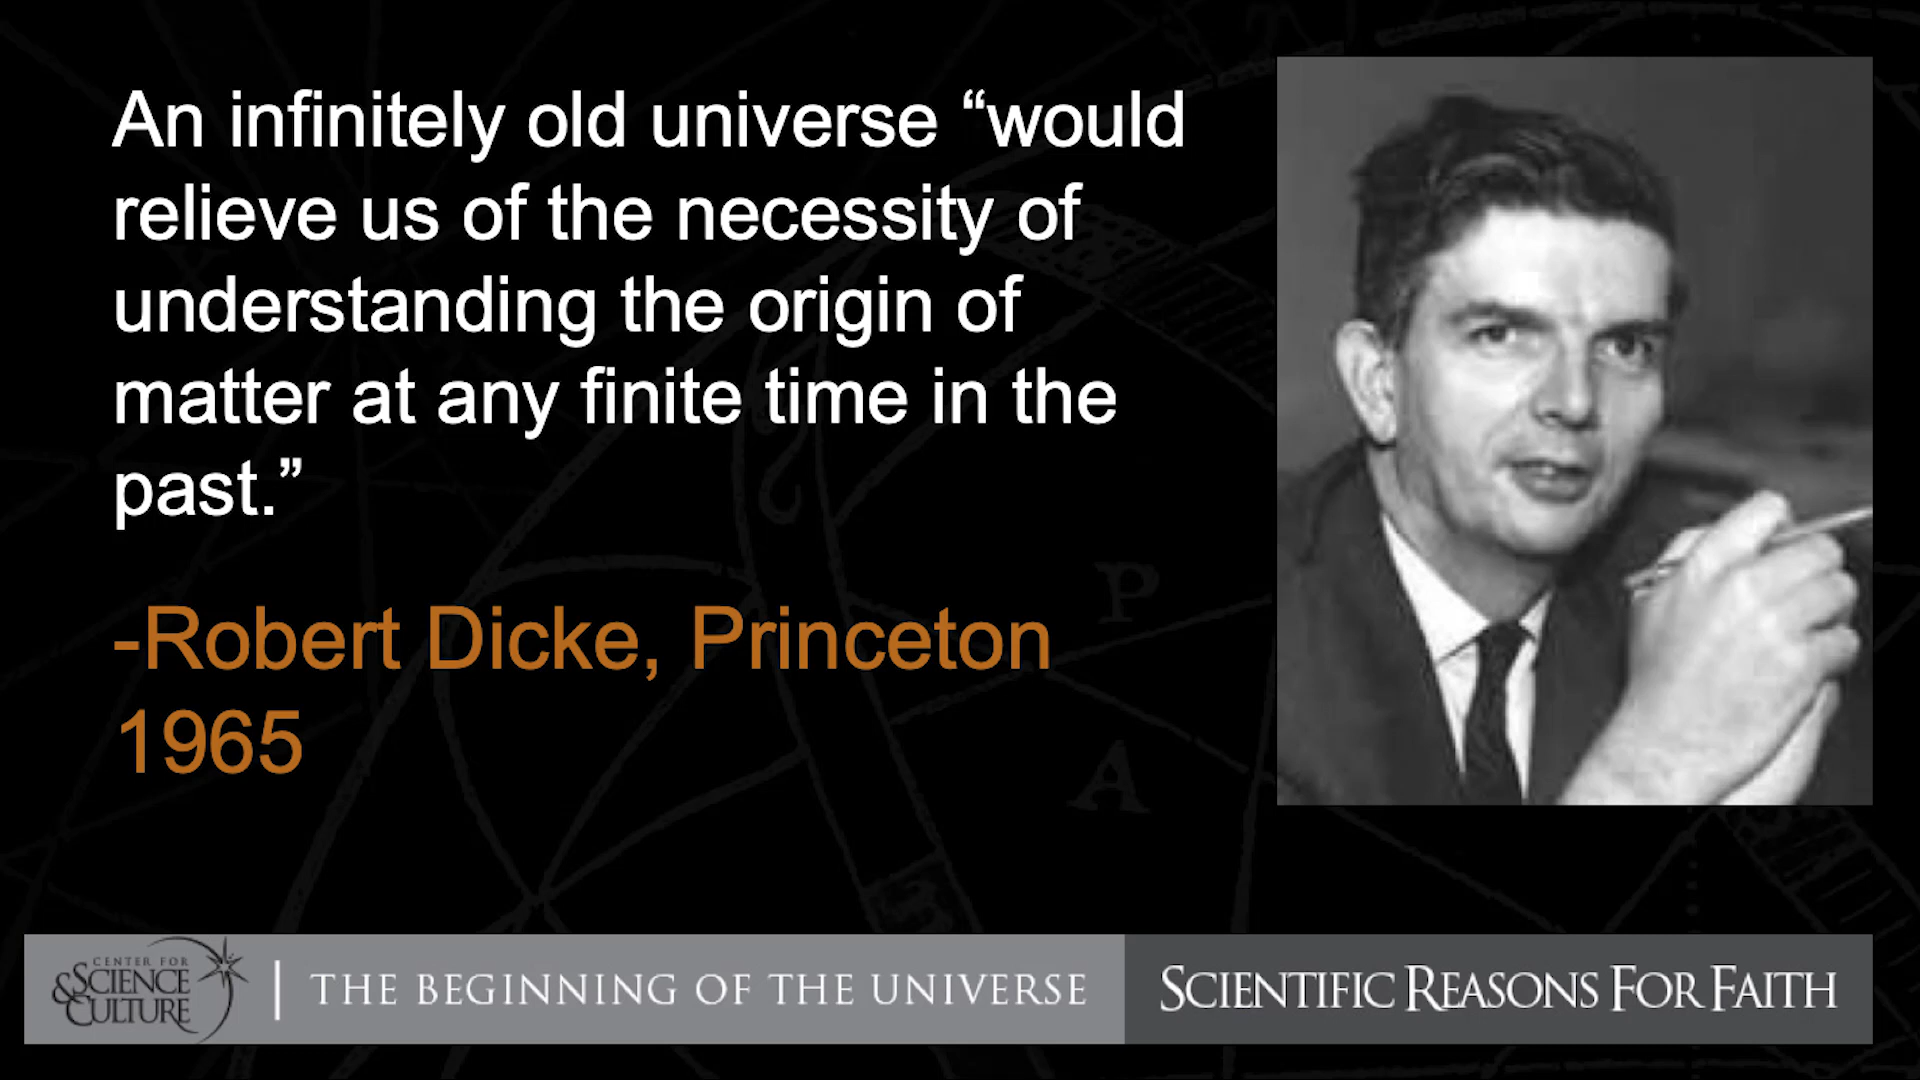 An infinitely old universe “would
relieve us of the necessity of
understanding the origin of
matter at any finite time in the
past.”
-Robert Dicke, Princeton
1965
P
A
CENTER FOR
SCIENCE
& CULTURE
THE BEGINNING OF THE UNIVERSE
SCIENTIFIC REASONS FOR FAITH